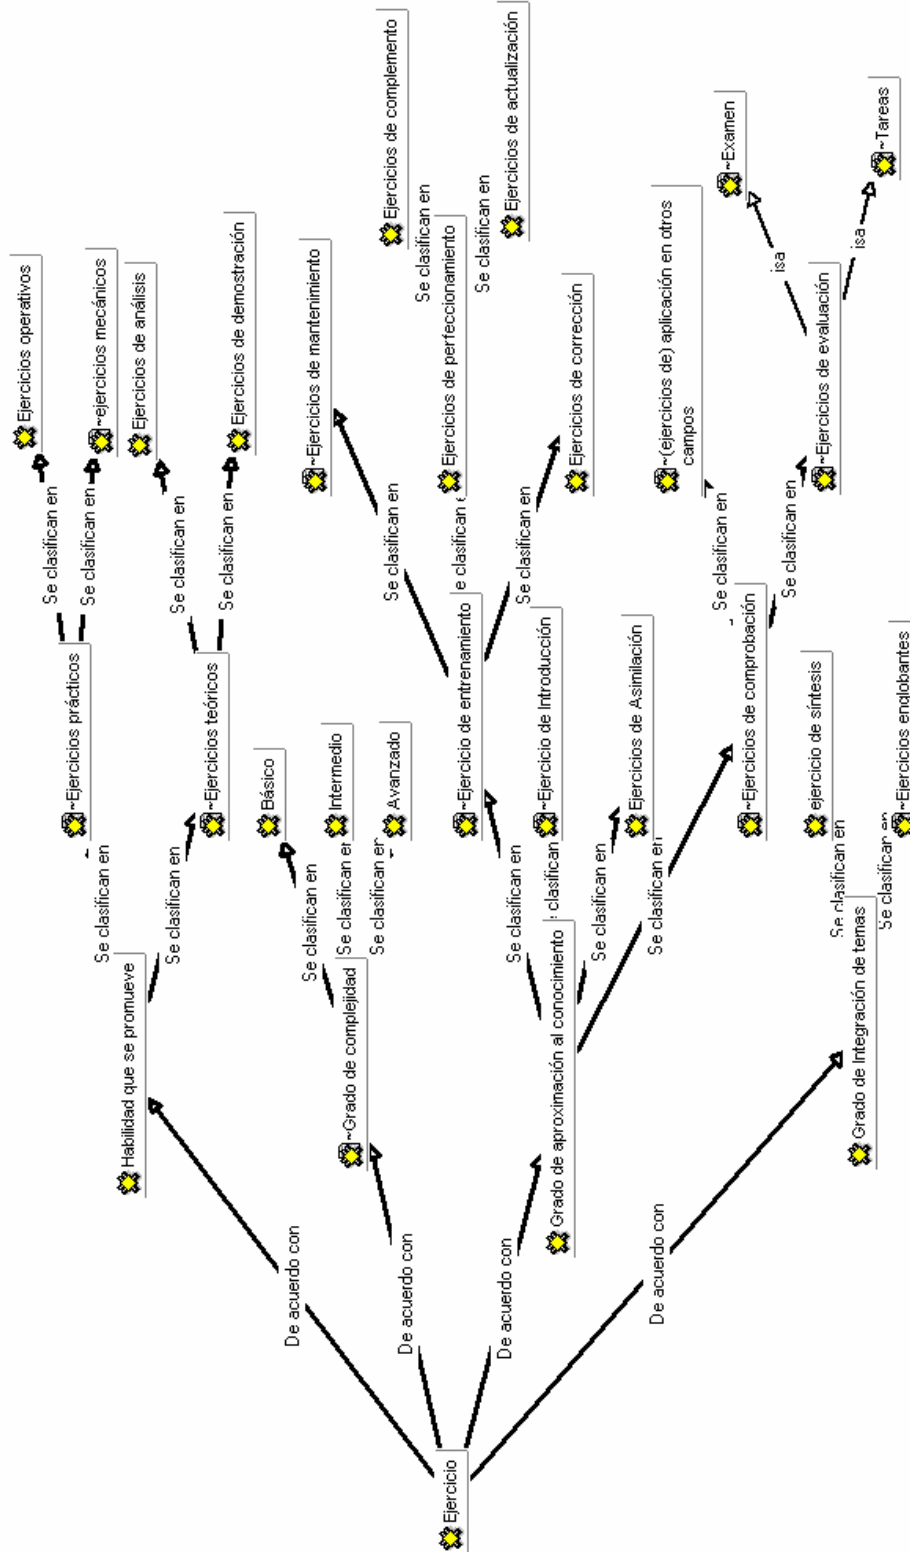 Ejercicio
De acuerdo con
De acuerdo con
De acuerdo con
De acuerdo con
Habilidad que se promueve
~Grado de complejidad
Grado de aproximación al conocimiento
Grado de Integración de temas
Se clasifican en
Se clasifican en
Se clasifican en
Se clasifican en
Se clasifican en
Se clasifican en
clasifican en
Se clasifican en
Se clasifican en
Se clasifican en
Se clasifican en
~Ejercicios prácticos
~Ejercicios teóricos
Básico
Intermedio
Avanzado
~Ejercicio de entrenamiento
~Ejercicio de Introducción
Ejercicios de Asimilación
~Ejercicios de comprobación
ejercicio de síntesis
~Ejercicios englobantes
Se clasifican en
Se clasifican en
Se clasifican en
Se clasifican en
Se clasifican en
clasifican e
Se clasifican en
Se clasifican en
Se clasifican en
Ejercicios operativos
~ejercicios mecánicos
Ejercicios de análisis
Ejercicios de demostración
~Ejercicios de mantenimiento
Ejercicios de perfeccionamiento
Ejercicios de corrección
~(ejercicios de) aplicación en otros
campos
~Ejercicios de evaluación
Se clasifican en
Se clasifican en
isa
isa
Ejercicios de complemento
Ejercicios de actualización
~Examen
~Tareas